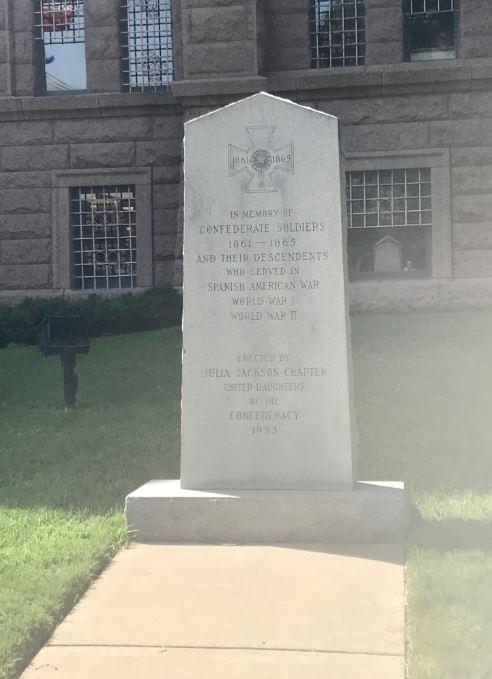 1861 1865
IN MEMORY OF
CONFEDERATE SOLDIERS
1861 — 1865
AND THEIR DESCENDENTS
WHO SERVED IN
SPANISH AMERICAN WAR
WORLD WAR I
WORLD WAR II
ERECTED BY
JULIA JACKSON CHAPTER
UNITED DAUGHTERS
OF THE
CONFEDERACY
1953